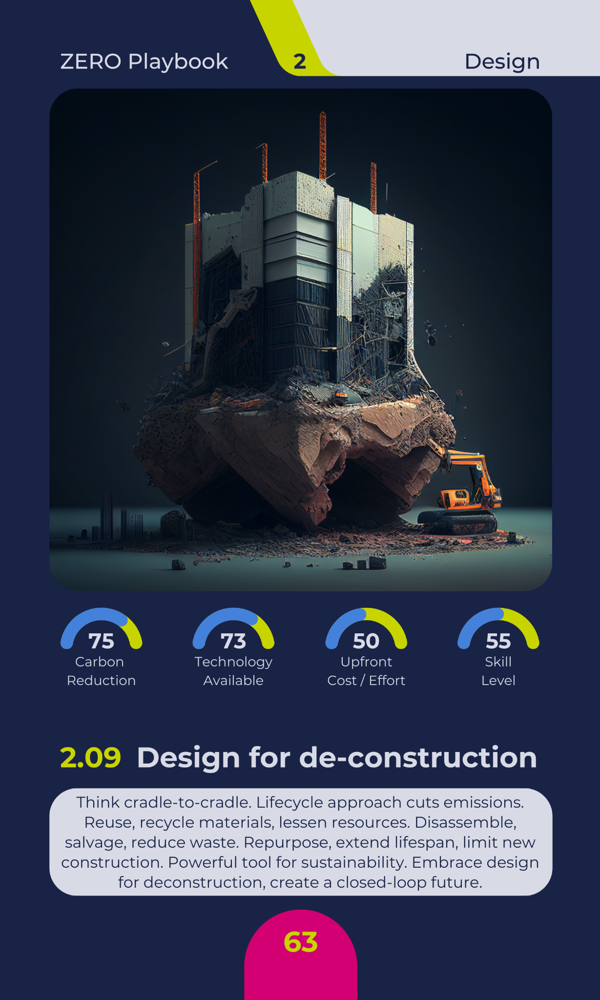 ZERO Playbook
2
Design
75
Carbon
Reduction
73
Technology
Available
50
Upfront
Cost / Effort
55
Skill
Level
2.09 Design for de-construction
Think cradle-to-cradle. Lifecycle approach cuts emissions.
Reuse, recycle materials, lessen resources. Disassemble,
salvage, reduce waste. Repurpose, extend lifespan, limit new
construction. Powerful tool for sustainability. Embrace design
for deconstruction, create a closed-loop future.
63